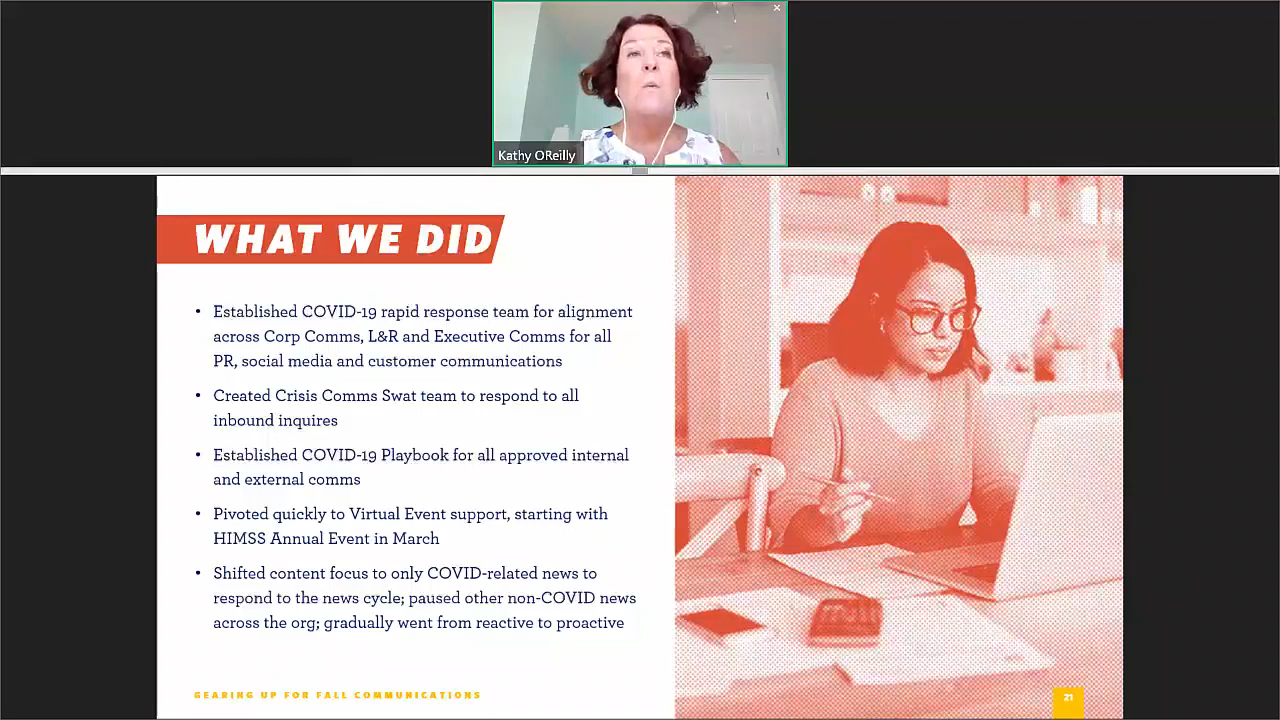 Kathy OReilly
WHAT WE DID
• Established COVID-19 rapid response team for alignment
across Corp Comms, L&R and Executive Comms for all
PR, social media and customer communications
• Created Crisis Comms Swat team to respond to all
inbound inquires
• Established COVID-19 Playbook for all approved internal
and external comms
• Pivoted quickly to Virtual Event support, starting with
HIMSS Annual Event in March
• Shifted content focus to only COVID-related news to
respond to the news cycle; paused other non-COVID news
across the org; gradually went from reactive to proactive
GEARING UP FOR FALL COMMUNICATIONS
21